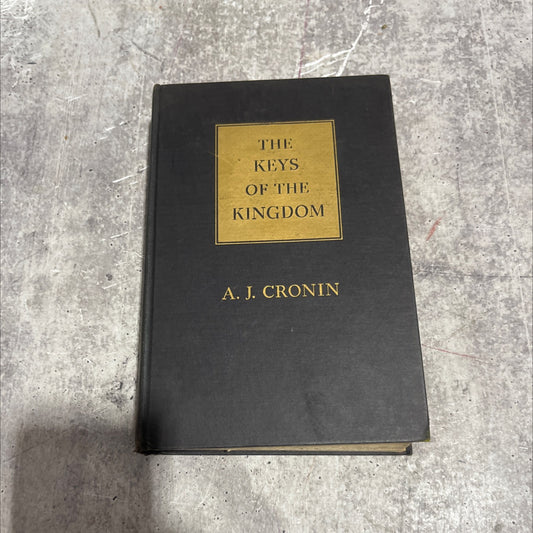 THE
KEYS
OF THE
KINGDOM
A. J. CRONIN